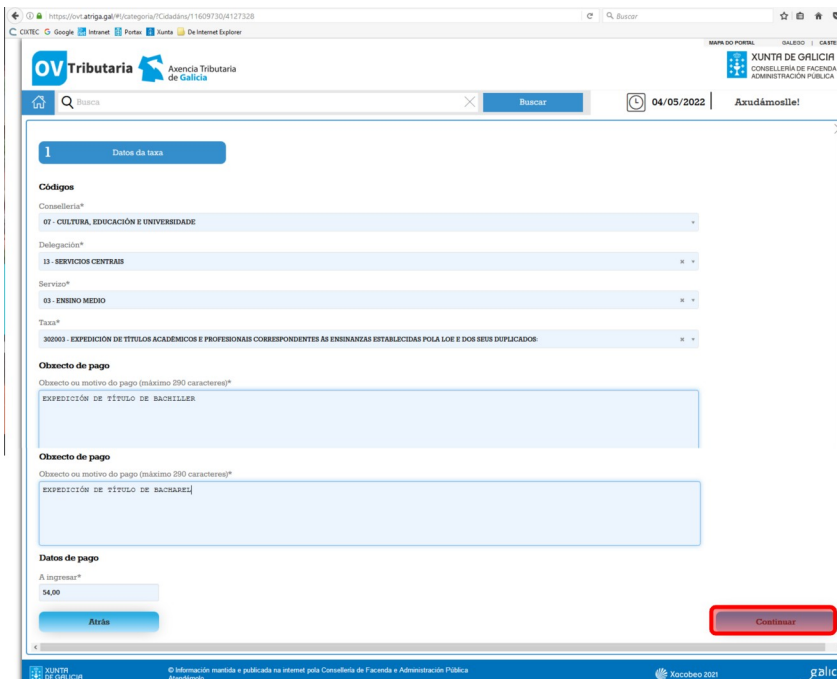 https://ovt.atriga.gal/#!/categoria/?Cidadáns/11609730/4127328
Buscar
CIXTEC Google Intranet Portax Xunta De Internet Explorer
MAPA DO PORTAL GALEGO | CASTE
OV Tributaria
Axencia Tributaria
de Galicia
XUNTA DE GALICIA
CONSELLERÍA DE FACENDA
ADMINISTRACIÓN PÚBLICA
Busca
Buscar
04/05/2022
Axudámoslle!
1 Datos da taxa
Códigos
Consellería*
07 - CULTURA, EDUCACIÓN E UNIVERSIDADE
Delegación*
13 - SERVICIOS CENTRAIS
Servizo*
03 - ENSINO MEDIO
Taxa*
302003 - EXPEDICIÓN DE TÍTULOS ACADÉMICOS E PROFESIONAIS CORRESPONDENTES ÁS ENSINANZAS ESTABLECIDAS POLA LOE E DOS SEUS DUPLICADOS:
Obxecto de pago
Obxecto ou motivo do pago (máximo 290 caracteres)*
EXPEDICIÓN DE TÍTULO DE BACHILLER
Obxecto de pago
Obxecto ou motivo do pago (máximo 290 caracteres)*
EXPEDICIÓN DE TÍTULO DE BACHAREL
Datos de pago
A ingresar*
54,00
Atrás
Continuar
XUNTA
DE GALICIA
© Información mantida e publicada na internet pola Consellería de Facenda e Administración Pública
Atendémolo
Xacobeo 2021
galic